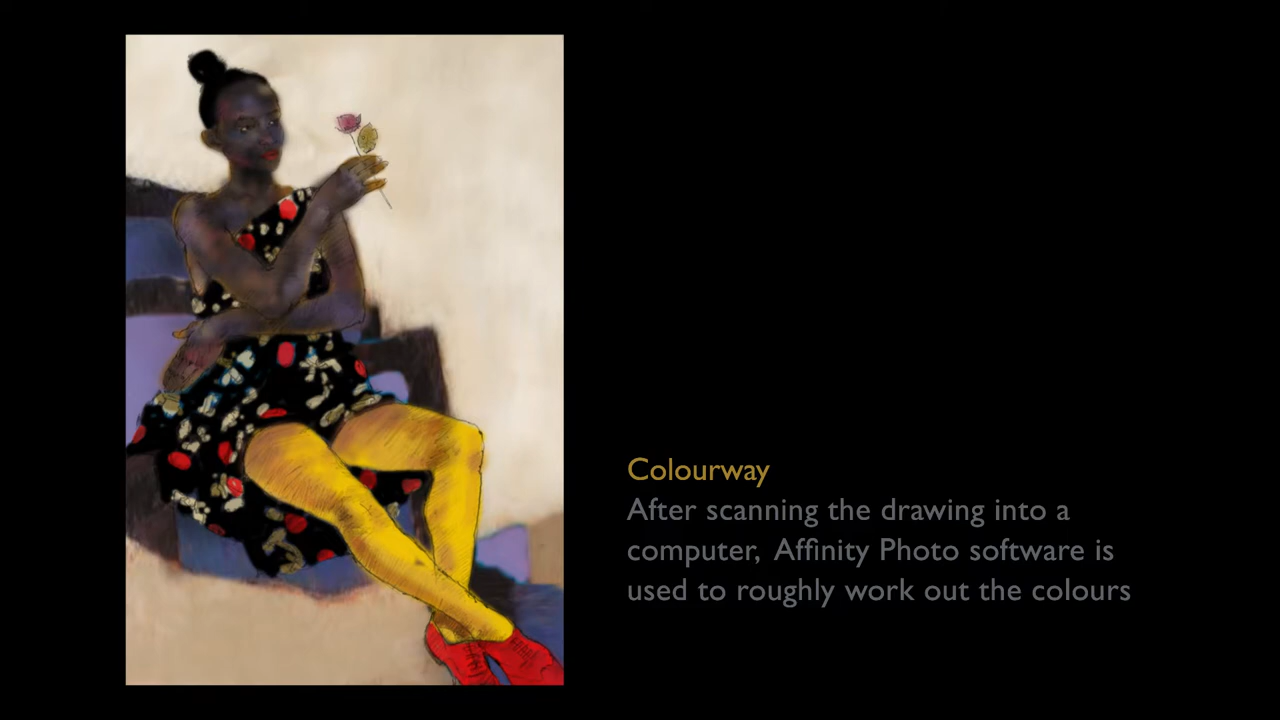 Colourway
After scanning the drawing into a
computer, Affinity Photo software is
used to roughly work out the colours